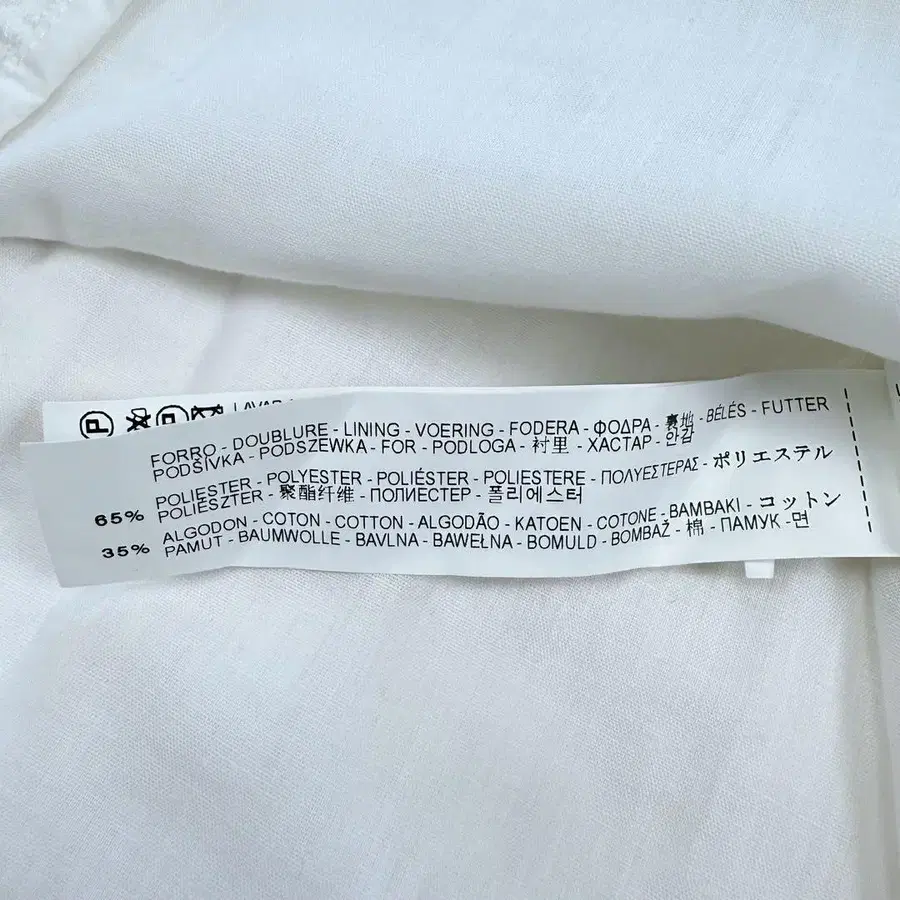 P
LAVAR
FORRO - DOUBLURE - LINING - VOERING - FODERA - ΦΟΔΡΑ - 裏地 - BÉLÉS - FUTTER
PODŠÍVKA - PODSZEWKA - FOR - PODLOGA - 衬里 - ХАСТАР - 안감
65% POLIESTER - POLYESTER - POLIÉSTER - POLIESTERE - ΠΟΛΥΕΣΤΕΡΑΣ - ポリエステル
POLIESZTER - 聚酯纤维 - ПОПИЕСТЕР - 폴리에스터
35% ALGODON - COTON - COTTON - ALGODÃO - KATOEN - COTONE - BAMBAKI - コットン
PAMUT - BAUMWOLLE - BAVLNA - BAWEŁNA - BOMULD - BOMBAŽ - 棉 - ПАМУК - 면